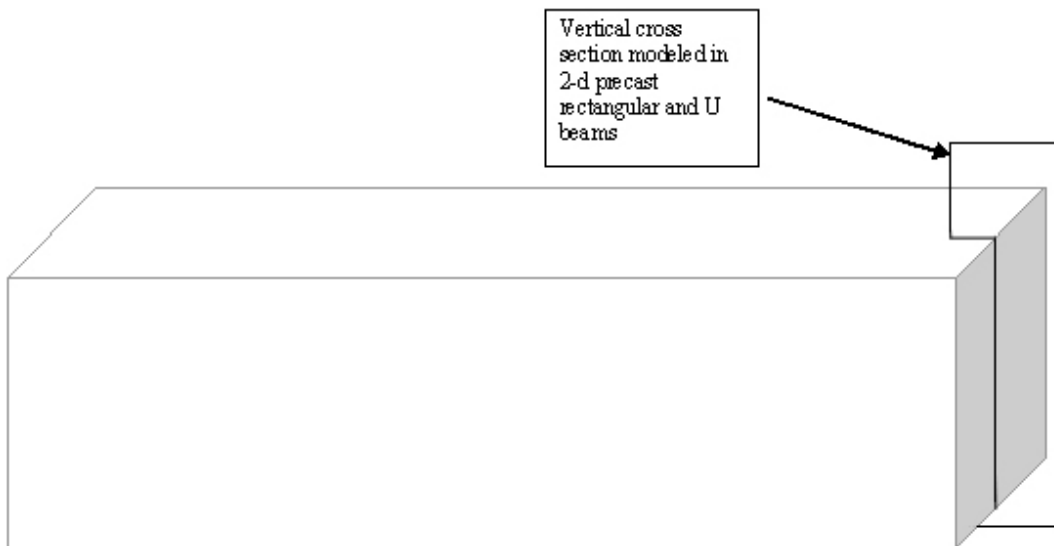 Vertical cross
section modeled in
2-d precast
rectangular and U
beams